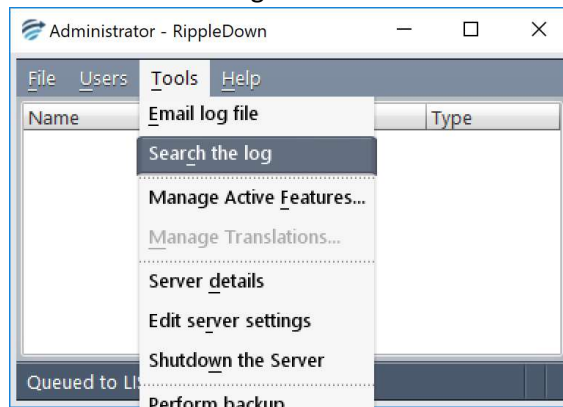 Administrator - RippleDown
File Users Tools Help
Name Type
Email log file
Search the log
Manage Active Features...
Manage Translations...
Server details
Edit server settings
Shutdown the Server
Queued to LI
Perform backup